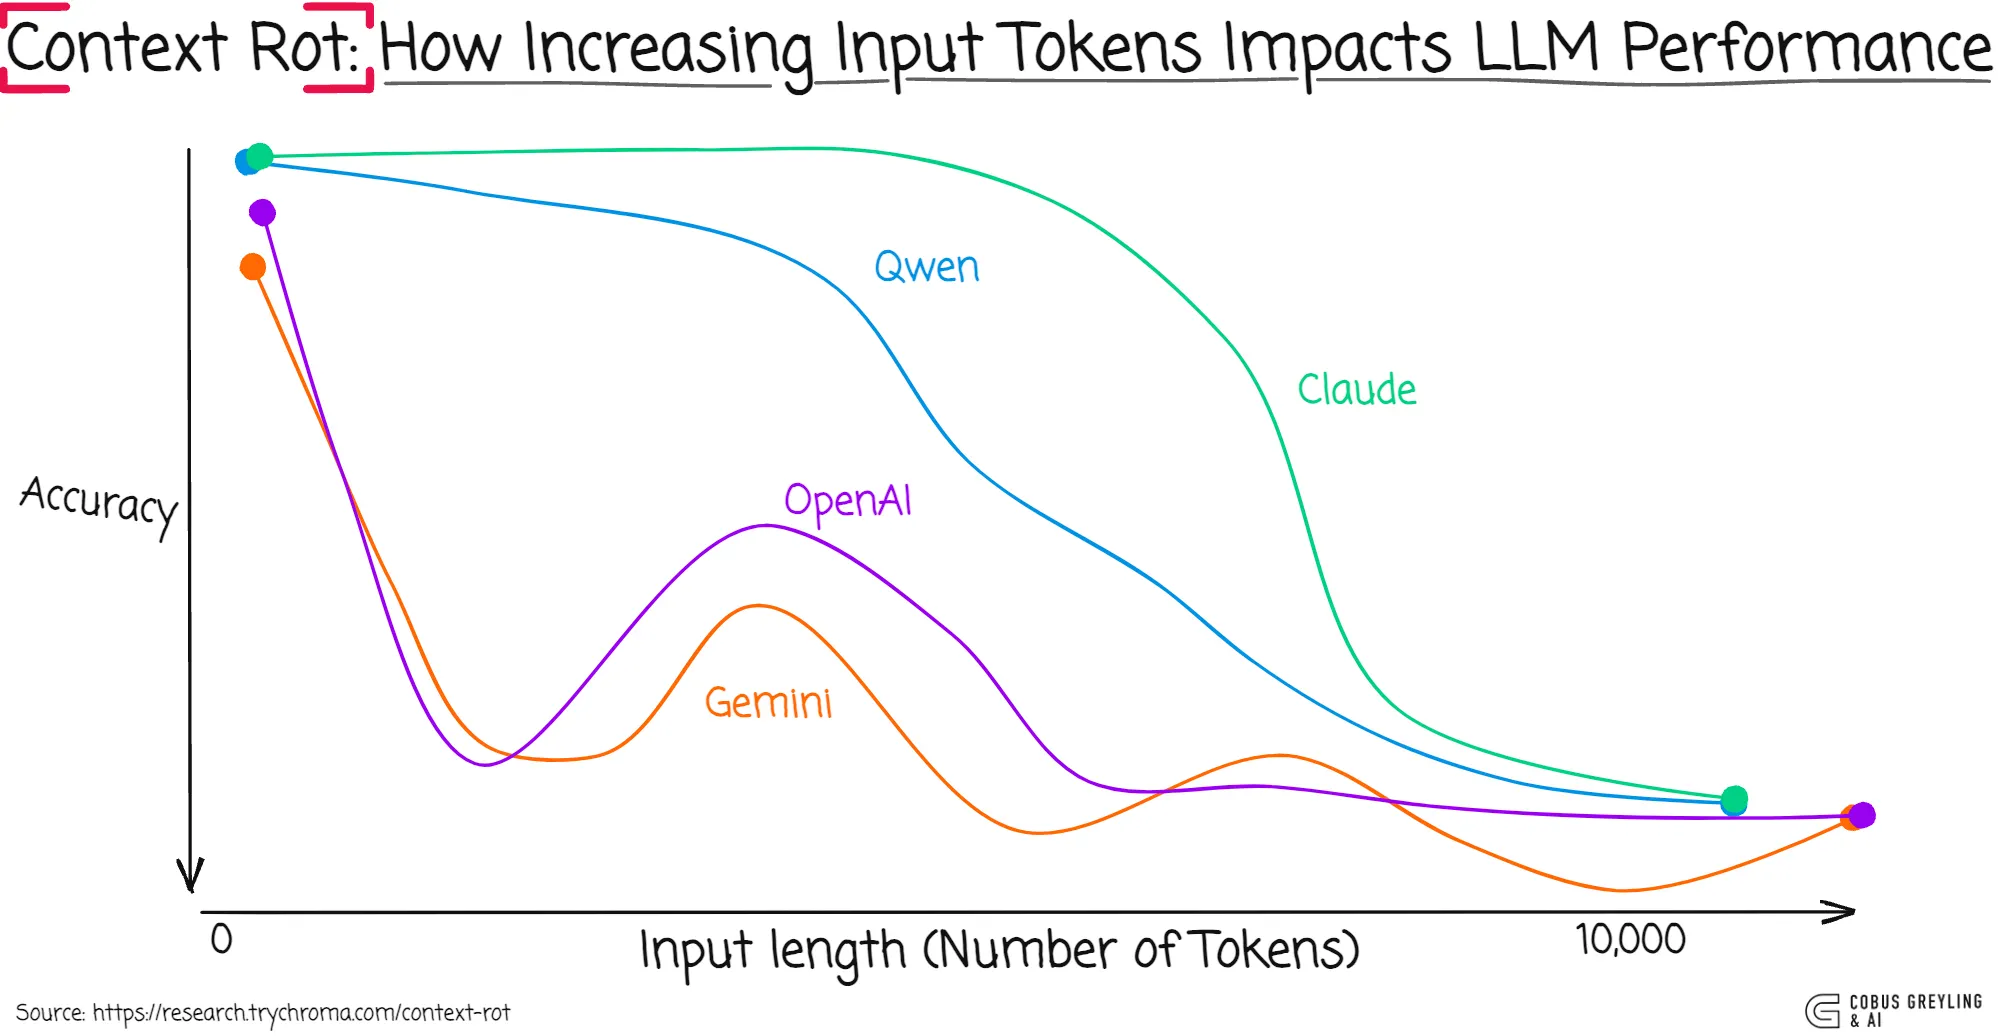 Context Rot: How Increasing Input Tokens Impacts LLM Performance
Qwen
Claude
Accuracy
OpenAI
Gemini
0
10,000
Input length (Number of Tokens)
Source: https://research.trychroma.com/context-rot
COBUS GREYLING
& AI